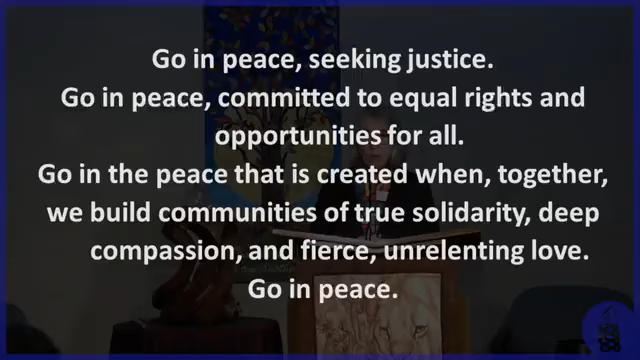 Go in peace, seeking justice.
Go in peace, committed to equal rights and
opportunities for all.
Go in the peace that is created when, together,
we build communities of true solidarity, deep
compassion, and fierce, unrelenting love.
Go in peace.